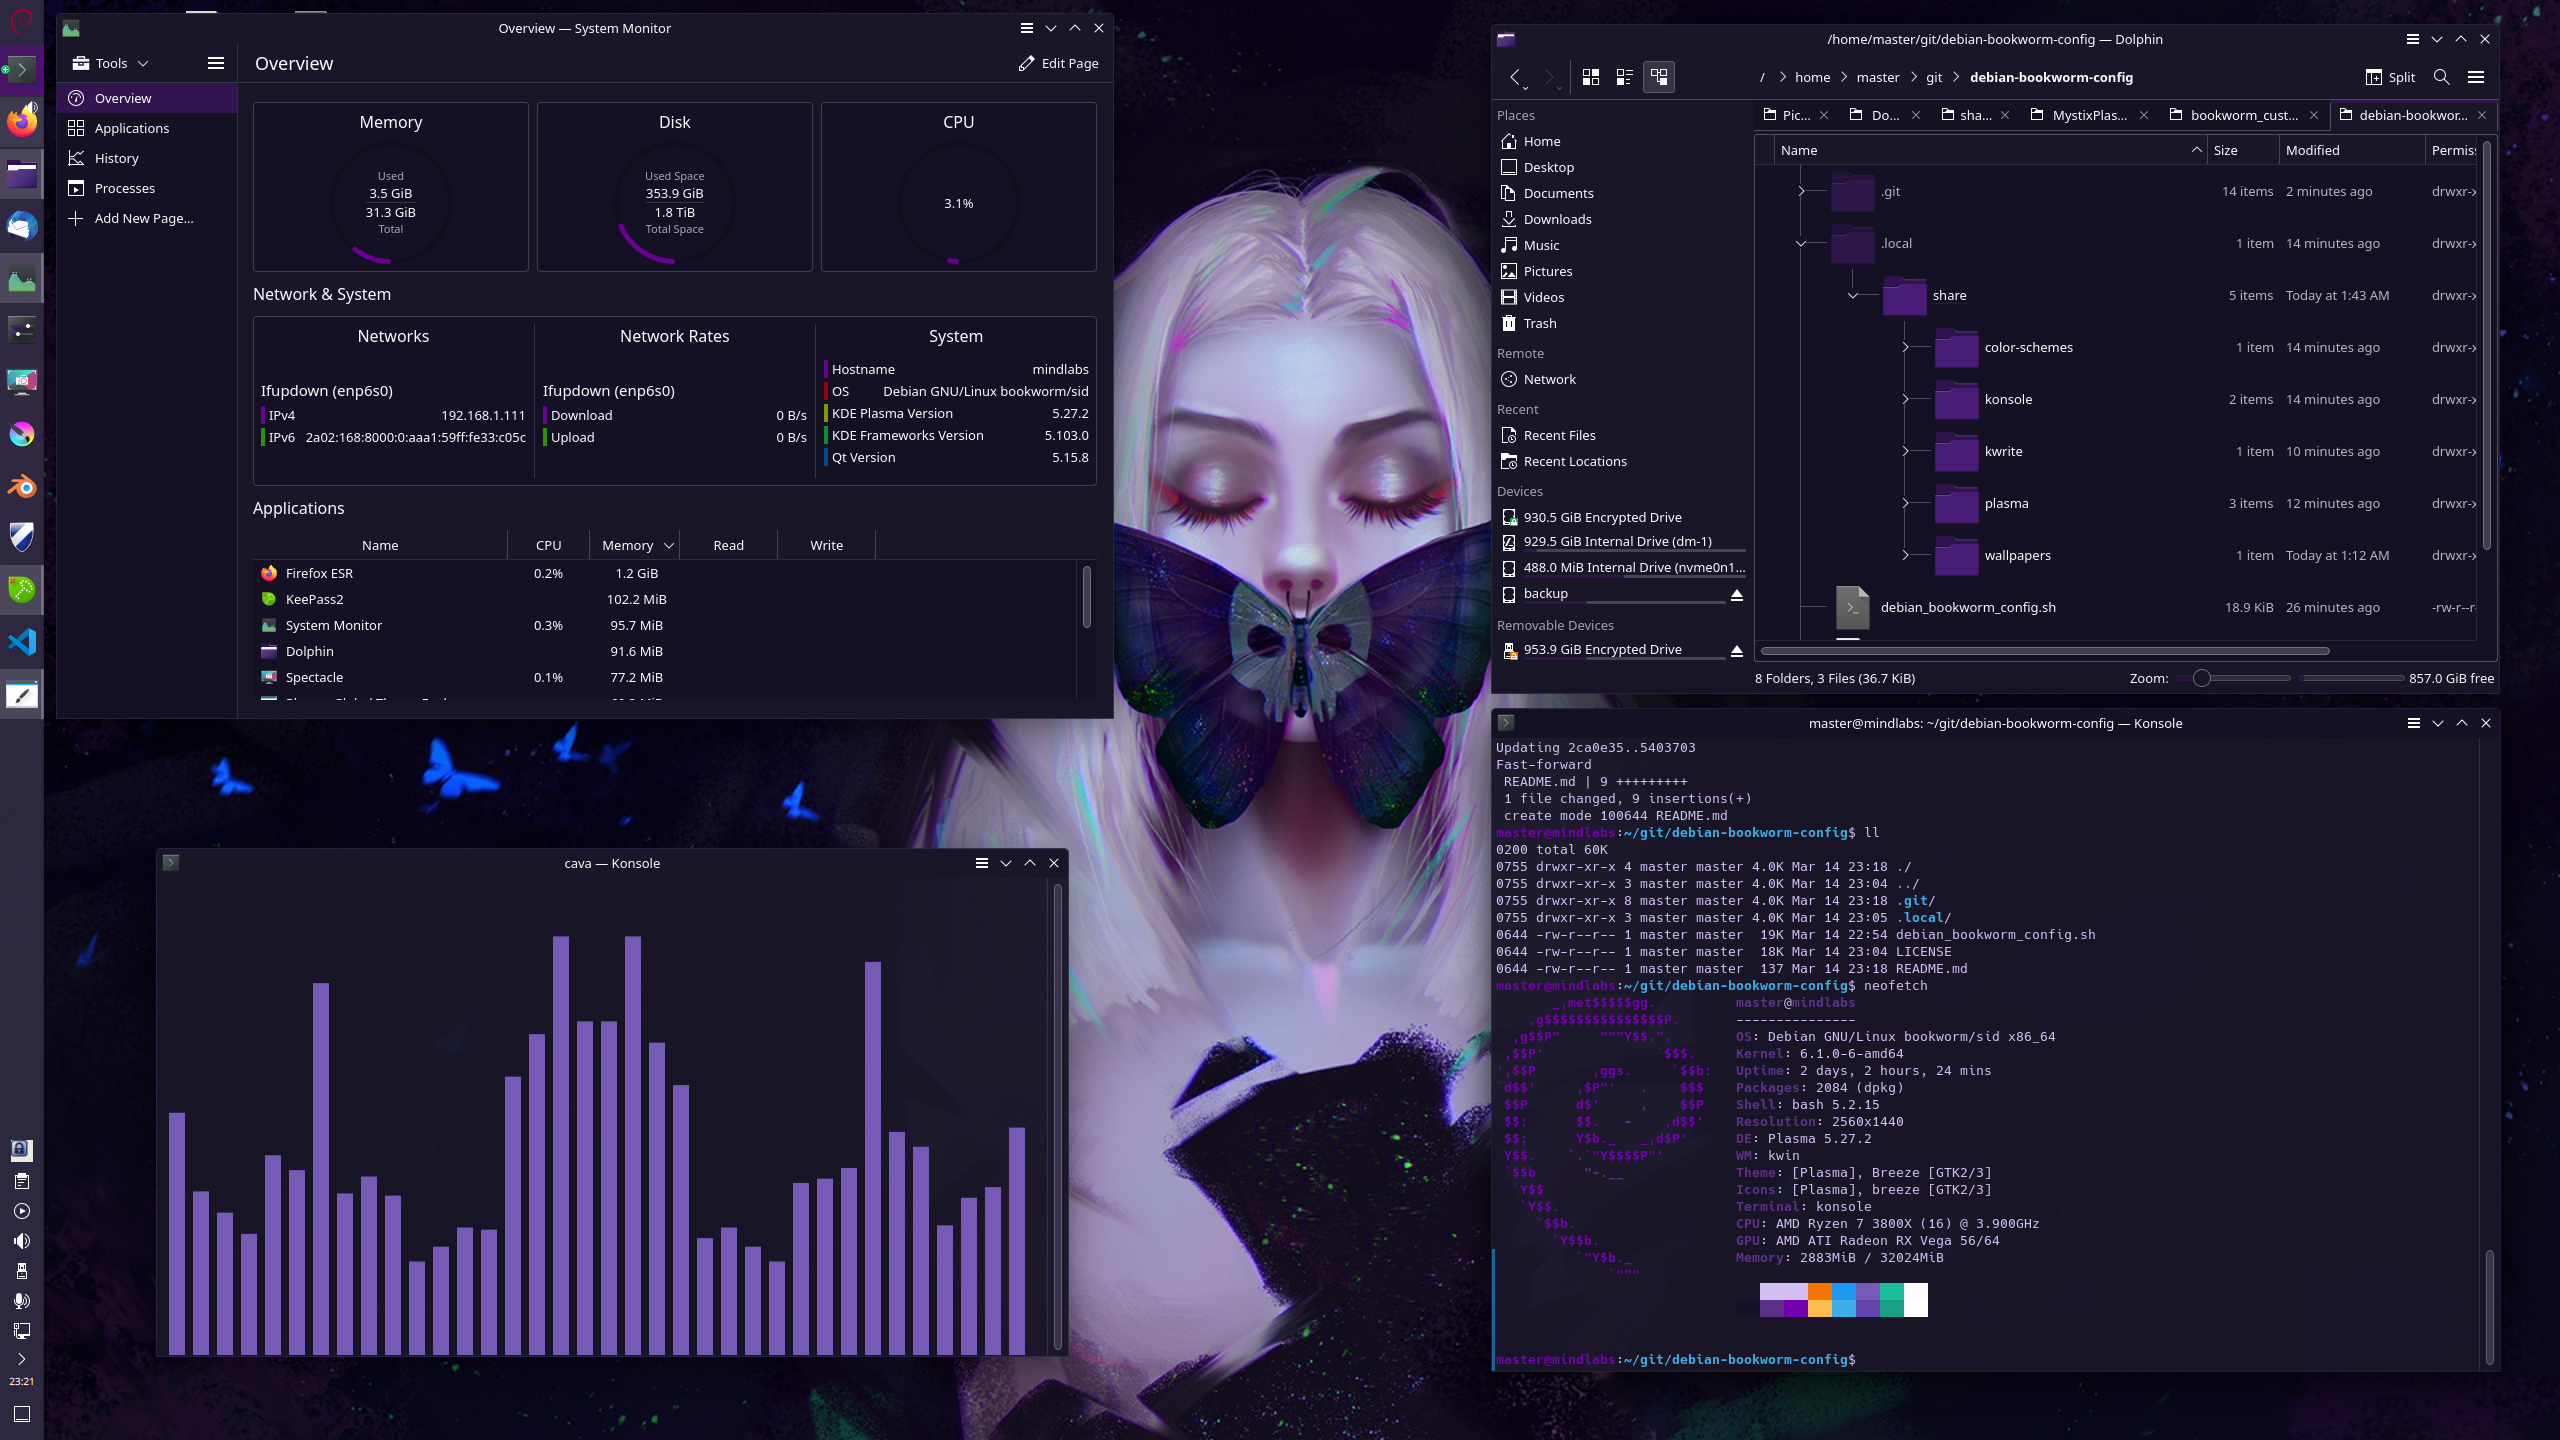 Overview — System Monitor
Tools
Overview
Edit Page
Overview
Applications
History
Processes
Add New Page...
Memory
Used
3.5 GiB
31.3 GiB
Total
Disk
Used Space
353.9 GiB
1.8 TiB
Total Space
CPU
3.1%
Network & System
Networks
Ifupdown (enp6s0)
IPv4 192.168.1.111
IPv6 2a02:168:8000:0:aaa1:59ff:fe33:c05c
Network Rates
Ifupdown (enp6s0)
Download 0 B/s
Upload 0 B/s
System
Hostname mindlabs
OS Debian GNU/Linux bookworm/sid
KDE Plasma Version 5.27.2
KDE Frameworks Version 5.103.0
Qt Version 5.15.8
Applications
Name CPU Memory Read Write
Firefox ESR 0.2% 1.2 GiB
KeePass2 102.2 MiB
System Monitor 0.3% 95.7 MiB
Dolphin 91.6 MiB
Spectacle 0.1% 77.2 MiB
/home/master/git/debian-bookworm-config — Dolphin
/ > home > master > git > debian-bookworm-config
Split
Places
Home
Desktop
Documents
Downloads
Music
Pictures
Videos
Trash
Remote
Network
Recent
Recent Files
Recent Locations
Devices
930.5 GiB Encrypted Drive
929.5 GiB Internal Drive (dm-1)
488.0 MiB Internal Drive (nvme0n1...
backup
Removable Devices
953.9 GiB Encrypted Drive
Pic... Do... sha... MystixPlas... bookworm_cust... debian-bookwor...
Name Size Modified Permis
.git 14 items 2 minutes ago drwxr-x
.local 1 item 14 minutes ago drwxr-x
share 5 items Today at 1:43 AM drwxr-x
color-schemes 1 item 14 minutes ago drwxr-x
konsole 2 items 14 minutes ago drwxr-x
kwrite 1 item 10 minutes ago drwxr-x
plasma 3 items 12 minutes ago drwxr-x
wallpapers 1 item Today at 1:12 AM drwxr-x
debian_bookworm_config.sh 18.9 KiB 26 minutes ago -rw-r--r-
8 Folders, 3 Files (36.7 KiB)
Zoom:
857.0 GiB free
cava — Konsole
master@mindlabs: ~/git/debian-bookworm-config — Konsole
Updating 2ca0e35..5403703
Fast-forward
README.md | 9 +++++++++
1 file changed, 9 insertions(+)
create mode 100644 README.md
master@mindlabs:~/git/debian-bookworm-config$ ll
0200 total 60K
0755 drwxr-xr-x 4 master master 4.0K Mar 14 23:18 ./
0755 drwxr-xr-x 3 master master 4.0K Mar 14 23:04 ../
0755 drwxr-xr-x 8 master master 4.0K Mar 14 23:18 .git/
0755 drwxr-xr-x 3 master master 4.0K Mar 14 23:05 .local/
0644 -rw-r--r-- 1 master master 19K Mar 14 22:54 debian_bookworm_config.sh
0644 -rw-r--r-- 1 master master 18K Mar 14 23:04 LICENSE
0644 -rw-r--r-- 1 master master 137 Mar 14 23:18 README.md
master@mindlabs:~/git/debian-bookworm-config$ neofetch
master@mindlabs
---------------
OS: Debian GNU/Linux bookworm/sid x86_64
Kernel: 6.1.0-6-amd64
Uptime: 2 days, 2 hours, 24 mins
Packages: 2084 (dpkg)
Shell: bash 5.2.15
Resolution: 2560x1440
DE: Plasma 5.27.2
WM: kwin
Theme: [Plasma], Breeze [GTK2/3]
Icons: [Plasma], breeze [GTK2/3]
Terminal: konsole
CPU: AMD Ryzen 7 3800X (16) @ 3.900GHz
GPU: AMD ATI Radeon RX Vega 56/64
Memory: 2883MiB / 32024MiB
master@mindlabs:~/git/debian-bookworm-config$
23:21